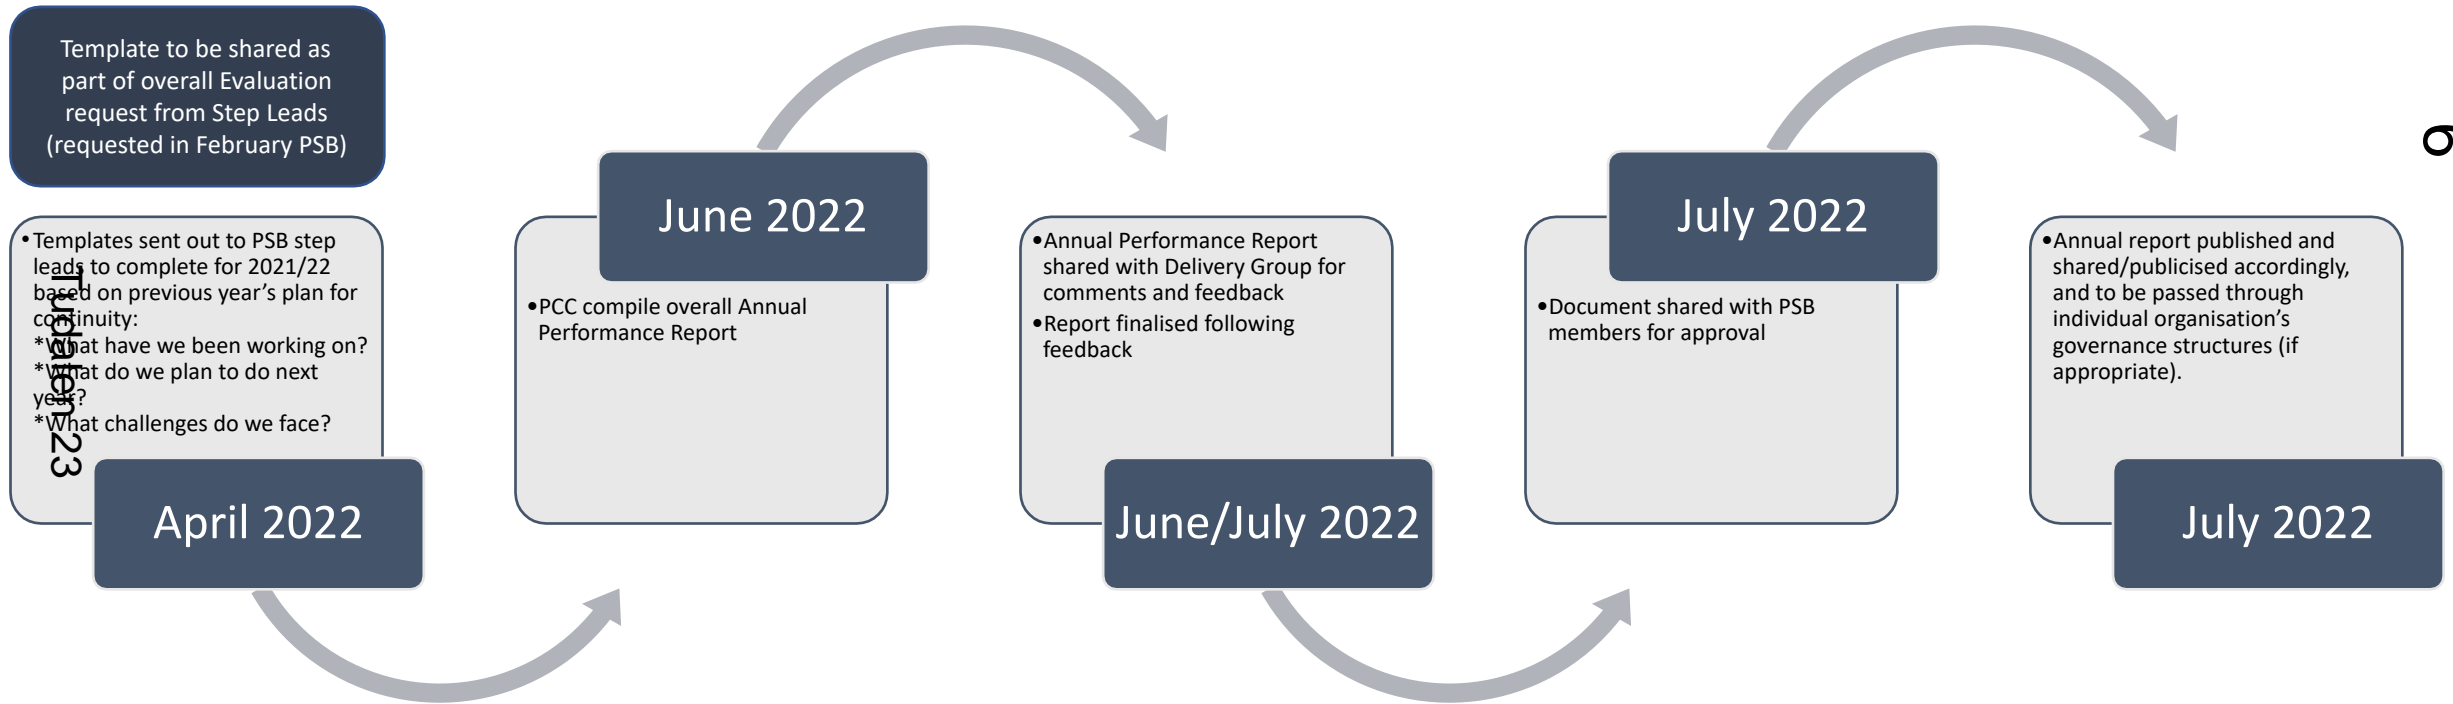 Template to be shared as
part of overall Evaluation
request from Step Leads
(requested in February PSB)
•Templates sent out to PSB step
leads to complete for 2021/22
based on previous year’s plan for
continuity:
*What have we been working on?
*What do we plan to do next
year?
*What challenges do we face?
April 2022
June 2022
•PCC compile overall Annual
Performance Report
•Annual Performance Report
shared with Delivery Group for
comments and feedback
•Report finalised following
feedback
June/July 2022
July 2022
•Document shared with PSB
members for approval
•Annual report published and
shared/publicised accordingly,
and to be passed through
individual organisation’s
governance structures (if
appropriate).
July 2022
Tudalen 23
6